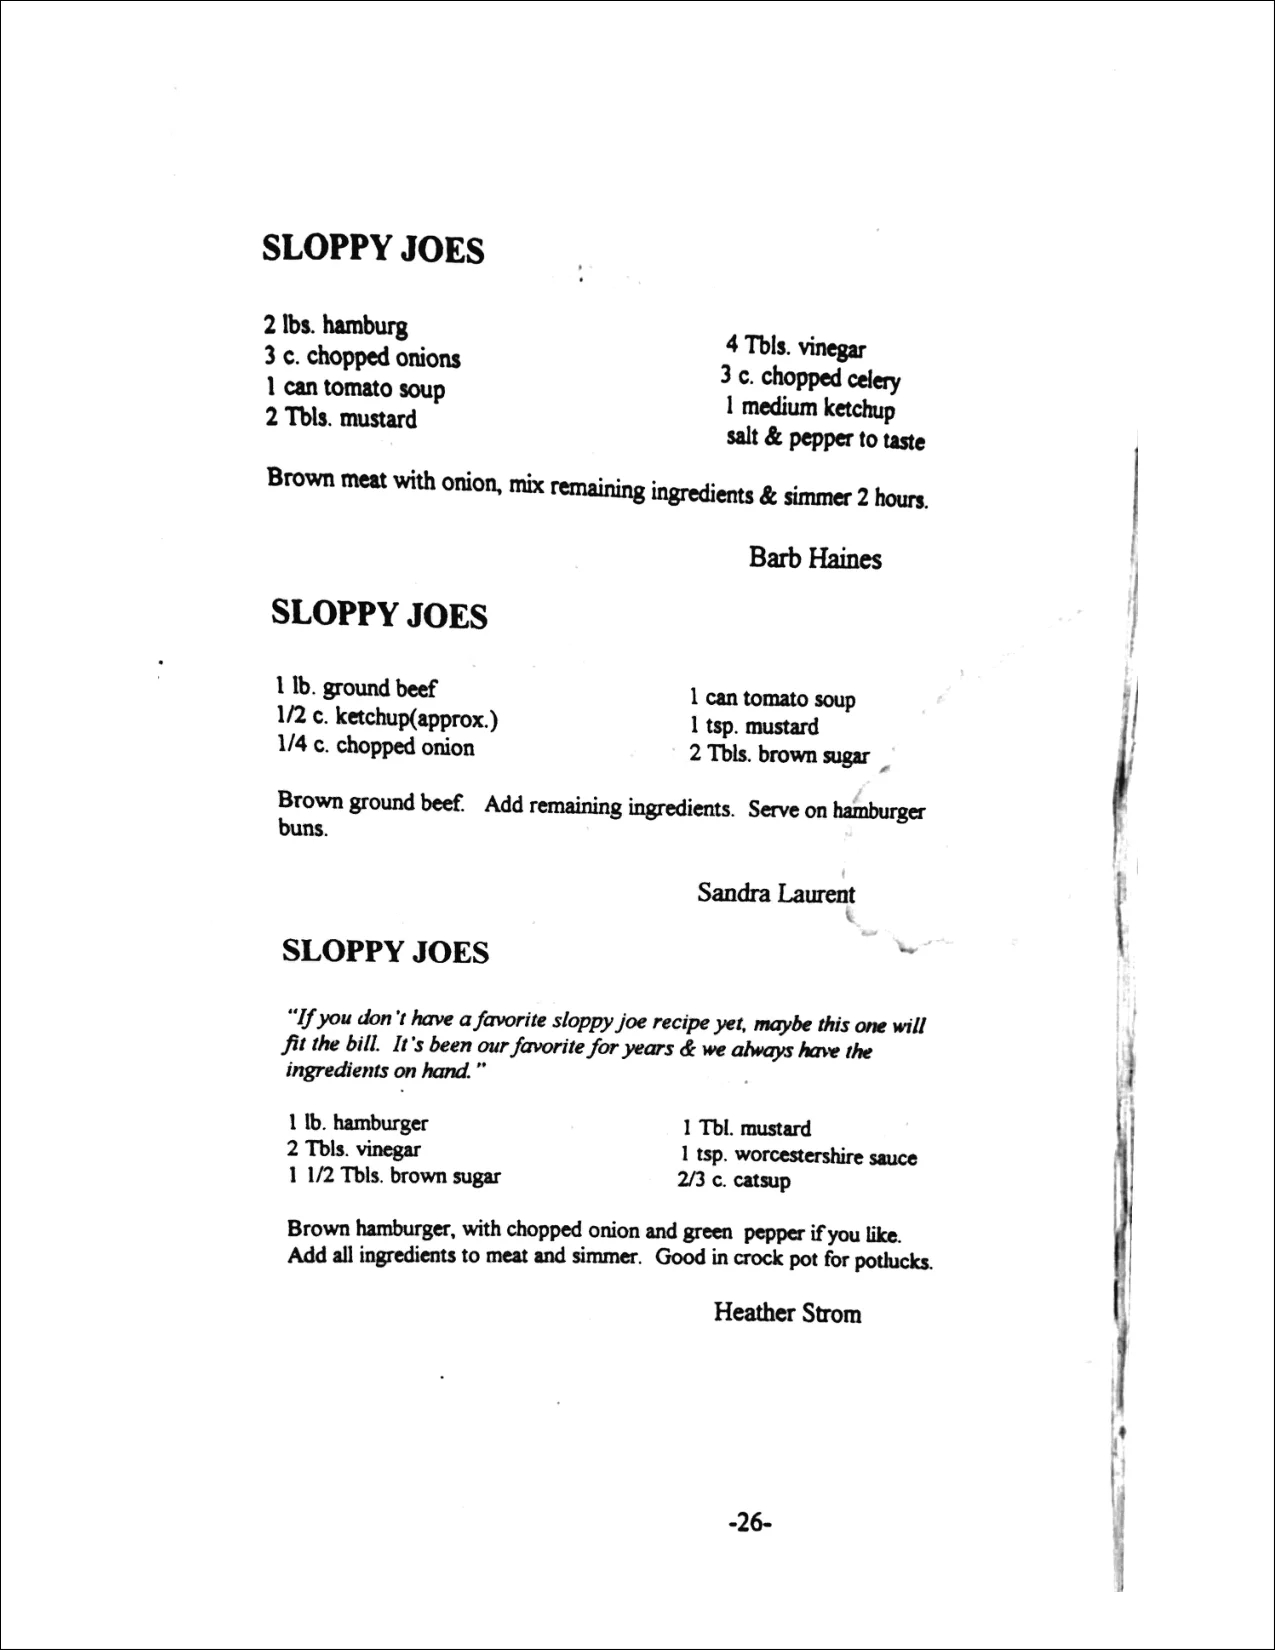 SLOPPY JOES
2 lbs. hamburg
3 c. chopped onions
1 can tomato soup
2 Tbls. mustard
4 Tbls. vinegar
3 c. chopped celery
1 medium ketchup
salt & pepper to taste
Brown meat with onion, mix remaining ingredients & simmer 2 hours.
Barb Haines
SLOPPY JOES
1 lb. ground beef
1/2 c. ketchup(approx.)
1/4 c. chopped onion
1 can tomato soup
1 tsp. mustard
2 Tbls. brown sugar
Brown ground beef. Add remaining ingredients. Serve on hamburger
buns.
Sandra Laurent
SLOPPY JOES
"If you don't have a favorite sloppy joe recipe yet, maybe this one will
fit the bill. It's been our favorite for years & we always have the
ingredients on hand."
1 lb. hamburger
2 Tbls. vinegar
1 1/2 Tbls. brown sugar
1 Tbl. mustard
1 tsp. worcestershire sauce
2/3 c. catsup
Brown hamburger, with chopped onion and green pepper if you like.
Add all ingredients to meat and simmer. Good in crock pot for potlucks.
Heather Strom
-26-